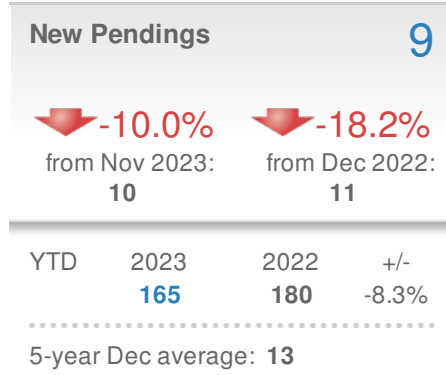 New Pendings 9
-10.0% -18.2%
from Nov 2023: from Dec 2022:
10 11
YTD 2023 2022 +/-
165 180 -8.3%
5-year Dec average: 13